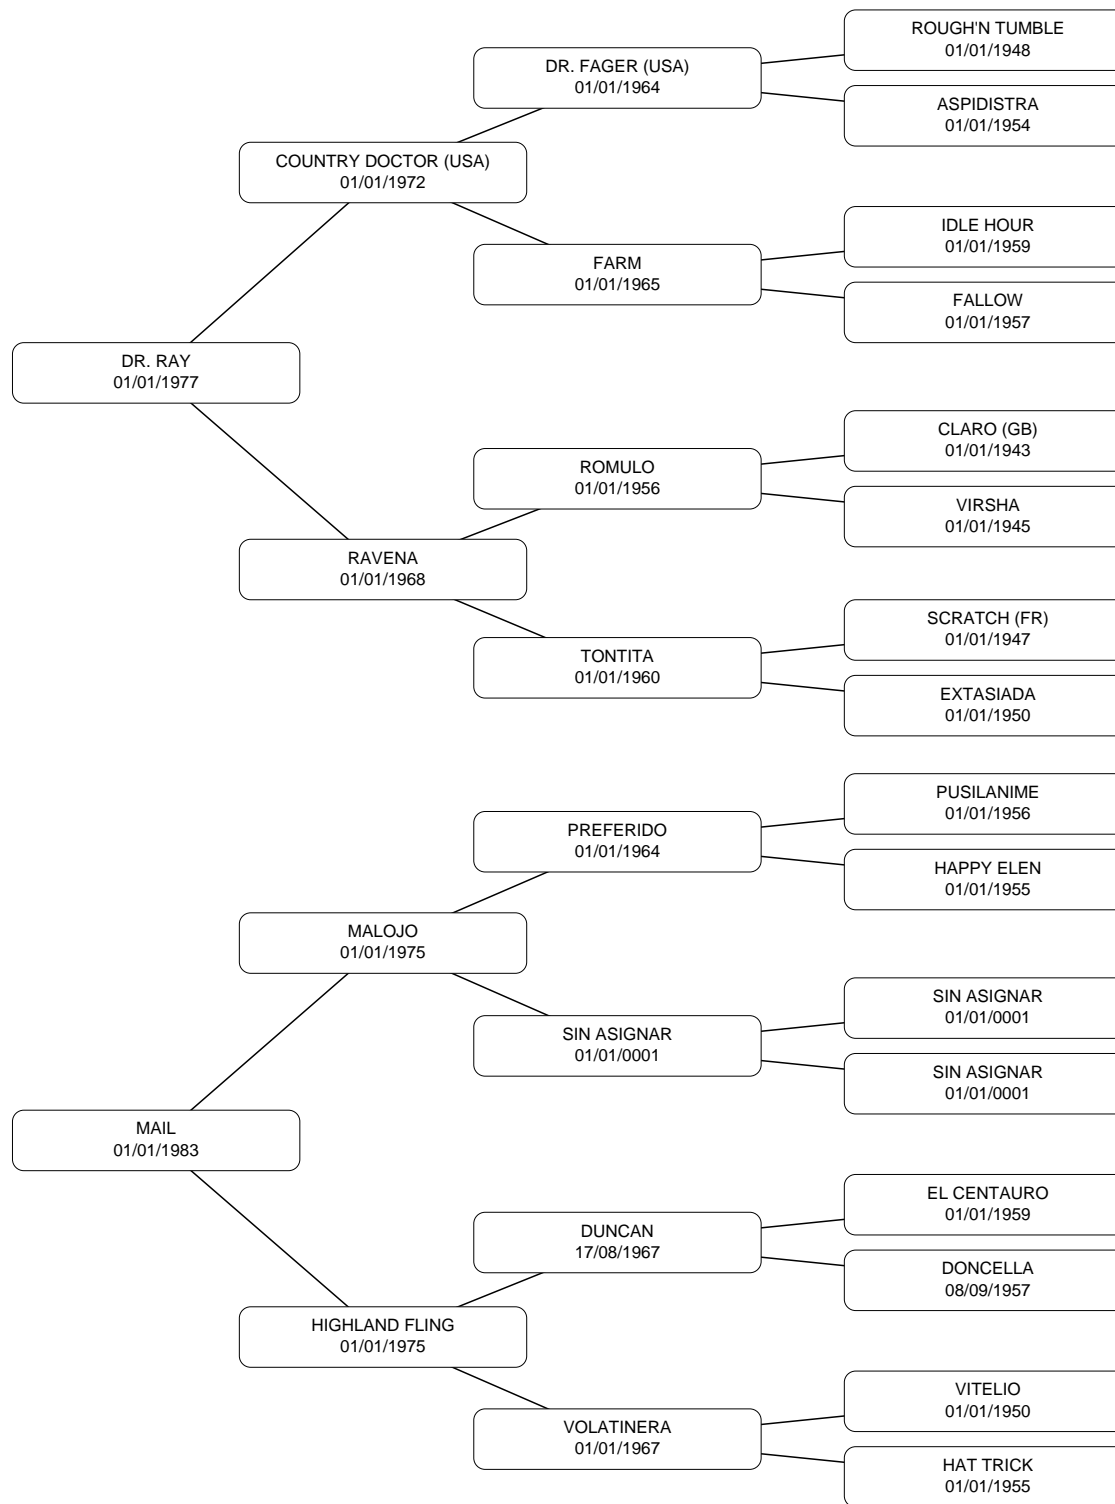 ROUGH'N TUMBLE
01/01/1948
DR. FAGER (USA)
01/01/1964
ASPIDISTRA
01/01/1954
COUNTRY DOCTOR (USA)
01/01/1972
IDLE HOUR
01/01/1959
FARM
01/01/1965
FALLOW
01/01/1957
DR. RAY
01/01/1977
CLARO (GB)
01/01/1943
ROMULO
01/01/1956
VIRSHA
01/01/1945
RAVENA
01/01/1968
SCRATCH (FR)
01/01/1947
TONTITA
01/01/1960
EXTASIADA
01/01/1950
PUSILANIME
01/01/1956
PREFERIDO
01/01/1964
HAPPY ELEN
01/01/1955
MALOJO
01/01/1975
SIN ASIGNAR
01/01/0001
SIN ASIGNAR
01/01/0001
SIN ASIGNAR
01/01/0001
MAIL
01/01/1983
EL CENTAURO
01/01/1959
DUNCAN
17/08/1967
DONCELLA
08/09/1957
HIGHLAND FLING
01/01/1975
VITELIO
01/01/1950
VOLATINERA
01/01/1967
HAT TRICK
01/01/1955